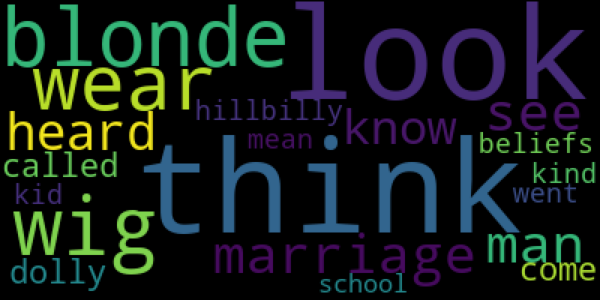 blonde look
wear
hillbilly
heard know see
think mean beliefs
called kind
kid went
wig marriage man
dolly school come